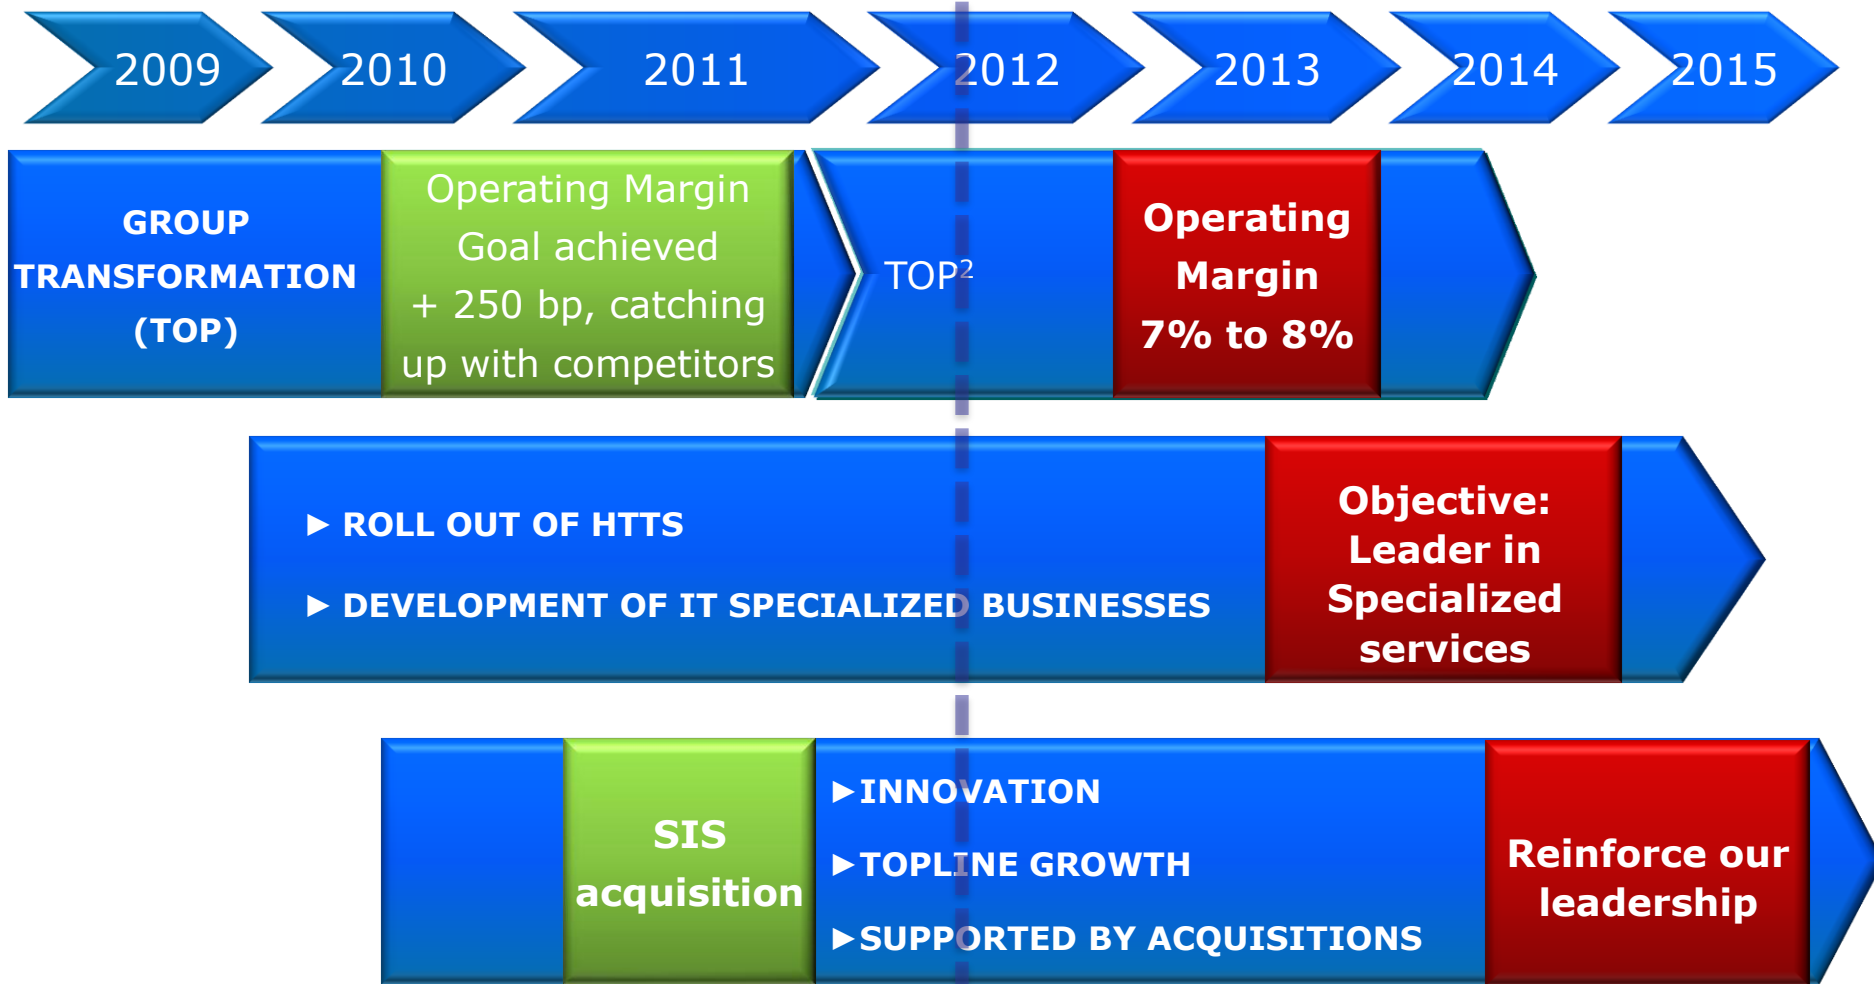 2009 2010 2011 2012 2013 2014 2015
GROUP
TRANSFORMATION
(TOP)
Operating Margin
Goal achieved
+ 250 bp, catching
up with competitors
TOP²
Operating
Margin
7% to 8%
► ROLL OUT OF HTTS
► DEVELOPMENT OF IT SPECIALIZED BUSINESSES
Objective:
Leader in
Specialized
services
SIS
acquisition
►INNOVATION
►TOPLINE GROWTH
►SUPPORTED BY ACQUISITIONS
Reinforce our
leadership